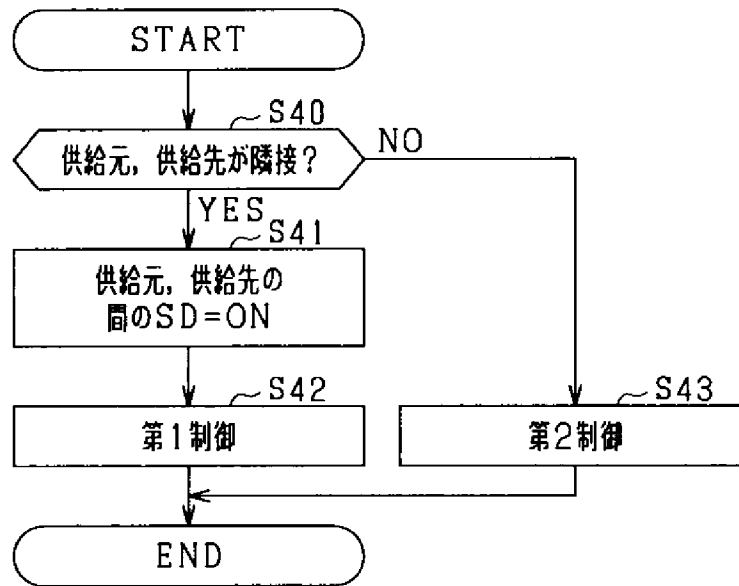 START
S40
供給元，供給先が隣接？
NO
YES
S41
供給元，供給先の
間のSD=ON
S42
第1制御
S43
第2制御
END